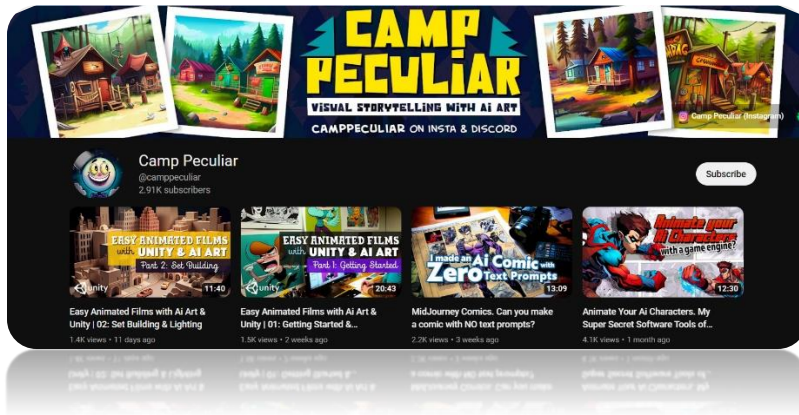 CAMP
PECULiAR
ViSUAL STORYTELLiNG WiTH Ai ART
CAMPPECULiAR ON INSTA & DISCORD
Camp Peculiar (Instagram)
Camp Peculiar
@camppeculiar
2.91K subscribers
Subscribe
EASY ANIMATED FILMS
with UNITY & AI ART
Part 2: Set Building
unity
11:40
EASY ANIMATED FILMS
with UNITY & AI ART
Part 1: Getting Started
unity
20:43
I made an Ai Comic with
Zero Text Prompts
13:09
Animate your
Ai Characters
with a game engine?
12:30
Easy Animated Films with Ai Art &
Unity | 02: Set Building & Lighting
1.4K views • 11 days ago
Easy Animated Films with Ai Art &
Unity | 01: Getting Started &...
1.5K views • 2 weeks ago
MidJourney Comics. Can you make
a comic with NO text prompts?
2.2K views • 3 weeks ago
Animate Your Ai Characters. My
Super Secret Software Tools of...
4.1K views • 1 month ago